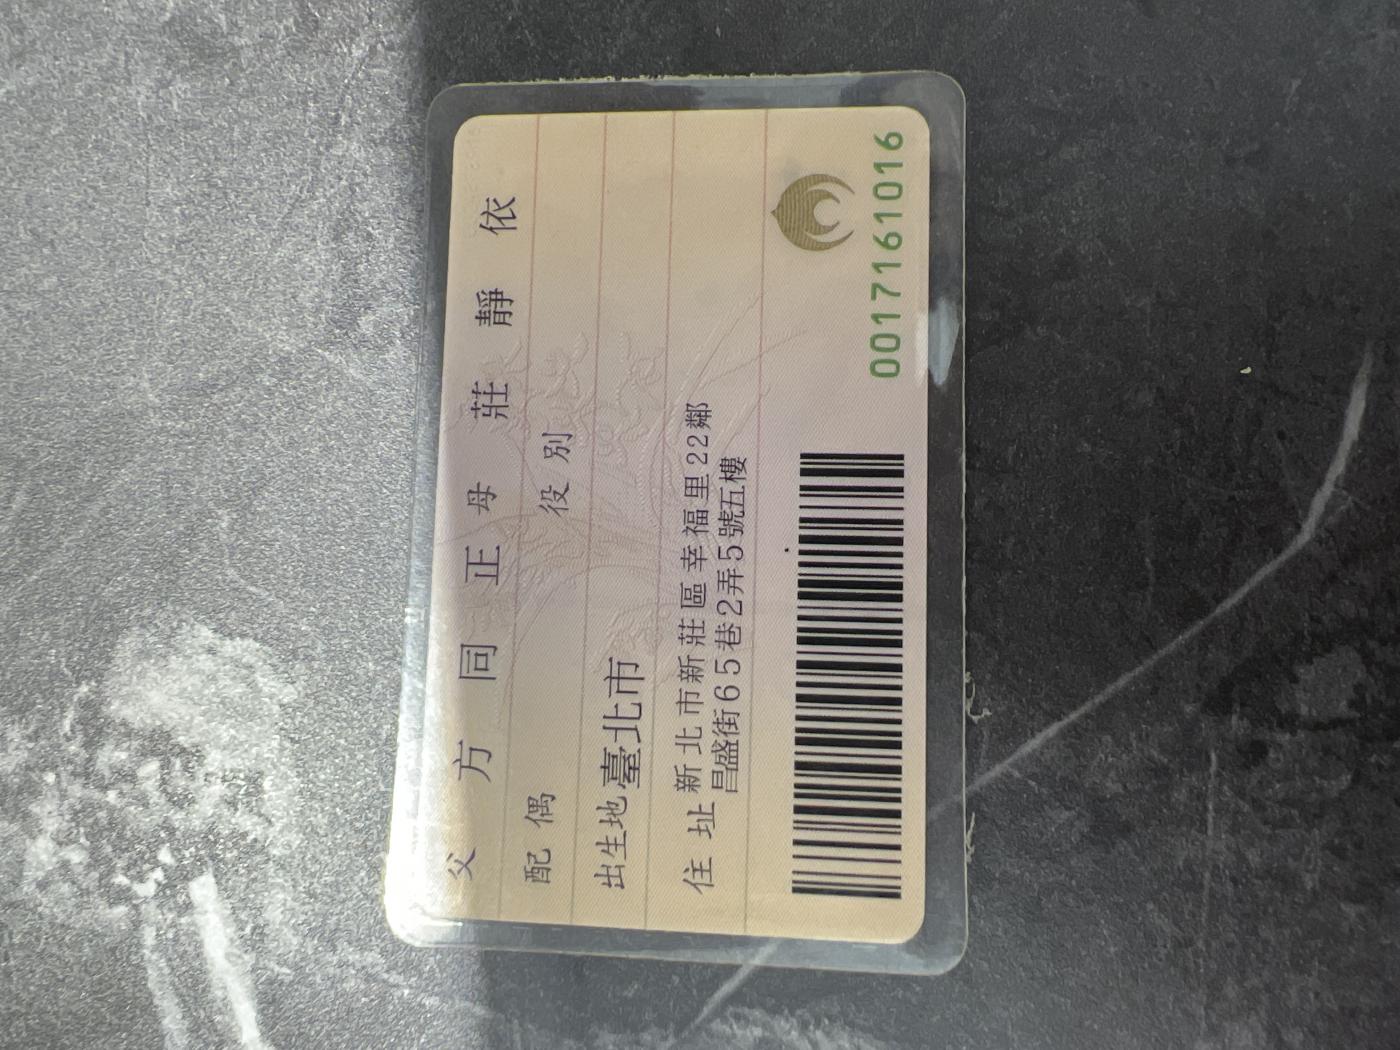 父 方同正 母 莊靜依
配偶 役別
出生地 臺北市
住址 新北市新莊區幸福里22鄰
昌盛街65巷2弄5號五樓
0017161016